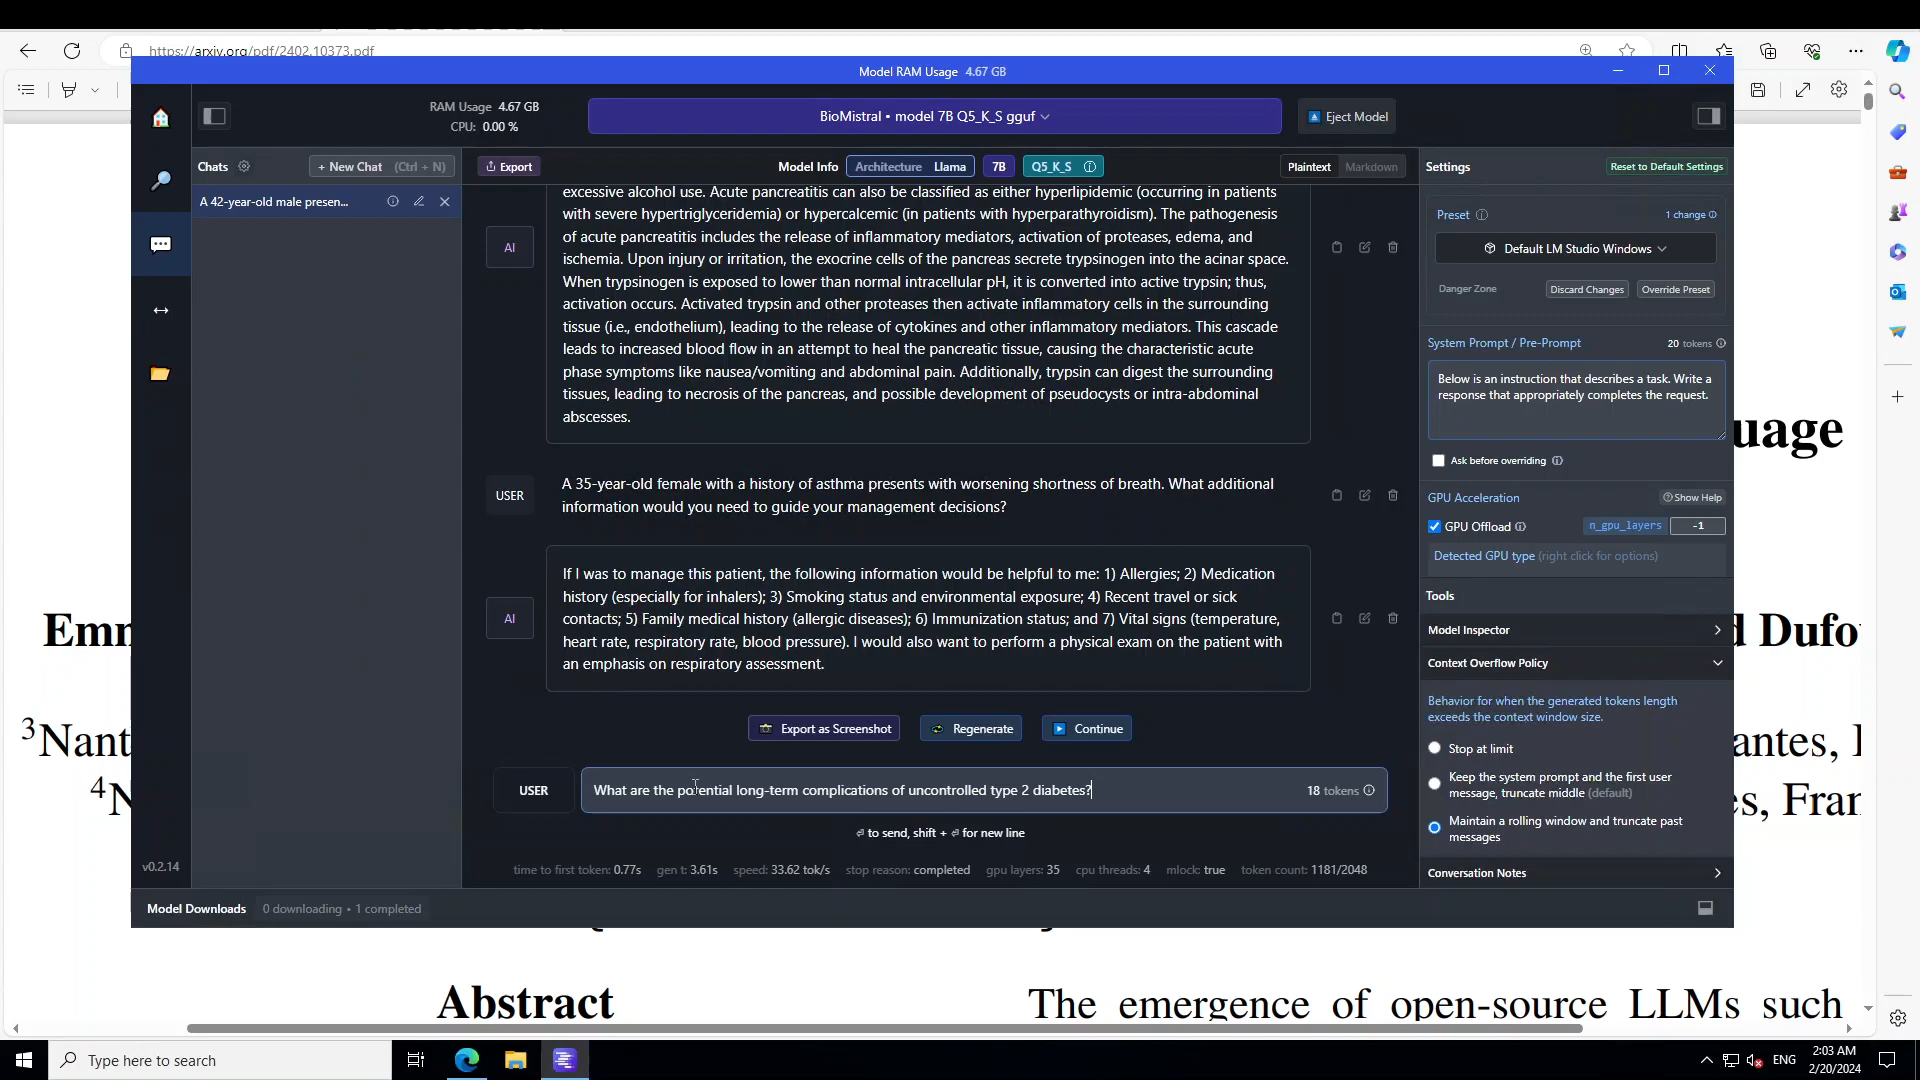 https://arxiv.org/pdf/2402.10373.pdf
Model RAM Usage 4.67 GB
RAM Usage 4.67 GB
CPU: 0.00 %
BioMistral • model 7B Q5_K_S gguf
Eject Model
Chats
+ New Chat (Ctrl + N)
Export
Model Info Architecture Llama 7B Q5_K_S
Plaintext Markdown
Settings
Reset to Default Settings
A 42-year-old male presen...
excessive alcohol use. Acute pancreatitis can also be classified as either hyperlipidemic (occurring in patients
with severe hypertriglyceridemia) or hypercalcemic (in patients with hyperparathyroidism). The pathogenesis
of acute pancreatitis includes the release of inflammatory mediators, activation of proteases, edema, and
ischemia. Upon injury or irritation, the exocrine cells of the pancreas secrete trypsinogen into the acinar space.
When trypsinogen is exposed to lower than normal intracellular pH, it is converted into active trypsin; thus,
activation occurs. Activated trypsin and other proteases then activate inflammatory cells in the surrounding
tissue (i.e., endothelium), leading to the release of cytokines and other inflammatory mediators. This cascade
leads to increased blood flow in an attempt to heal the pancreatic tissue, causing the characteristic acute
phase symptoms like nausea/vomiting and abdominal pain. Additionally, trypsin can digest the surrounding
tissues, leading to necrosis of the pancreas, and possible development of pseudocysts or intra-abdominal
abscesses.
AI
USER
A 35-year-old female with a history of asthma presents with worsening shortness of breath. What additional
information would you need to guide your management decisions?
AI
If I was to manage this patient, the following information would be helpful to me: 1) Allergies; 2) Medication
history (especially for inhalers); 3) Smoking status and environmental exposure; 4) Recent travel or sick
contacts; 5) Family medical history (allergic diseases); 6) Immunization status; and 7) Vital signs (temperature,
heart rate, respiratory rate, blood pressure). I would also want to perform a physical exam on the patient with
an emphasis on respiratory assessment.
Export as Screenshot
Regenerate
Continue
USER
What are the potential long-term complications of uncontrolled type 2 diabetes?
18 tokens
⏎ to send, shift + ⏎ for new line
time to first token: 0.77s gen t: 3.61s speed: 33.62 tok/s stop reason: completed gpu layers: 35 cpu threads: 4 mlock: true token count: 1181/2048
v0.2.14
Model Downloads 0 downloading • 1 completed
Preset
1 change
Default LM Studio Windows
Danger Zone
Discard Changes
Override Preset
System Prompt / Pre-Prompt
20 tokens
Below is an instruction that describes a task. Write a
response that appropriately completes the request.
Ask before overriding
GPU Acceleration
Show Help
GPU Offload
n_gpu_layers
-1
Detected GPU type (right click for options)
Tools
Model Inspector
Context Overflow Policy
Behavior for when the generated tokens length
exceeds the context window size.
Stop at limit
Keep the system prompt and the first user
message, truncate middle (default)
Maintain a rolling window and truncate past
messages
Conversation Notes
uage
Emm
d Dufo
3Nant
antes,
4N
es, Fran
Abstract
The emergence of open-source LLMs such
Type here to search
ENG
2:03 AM
2/20/2024